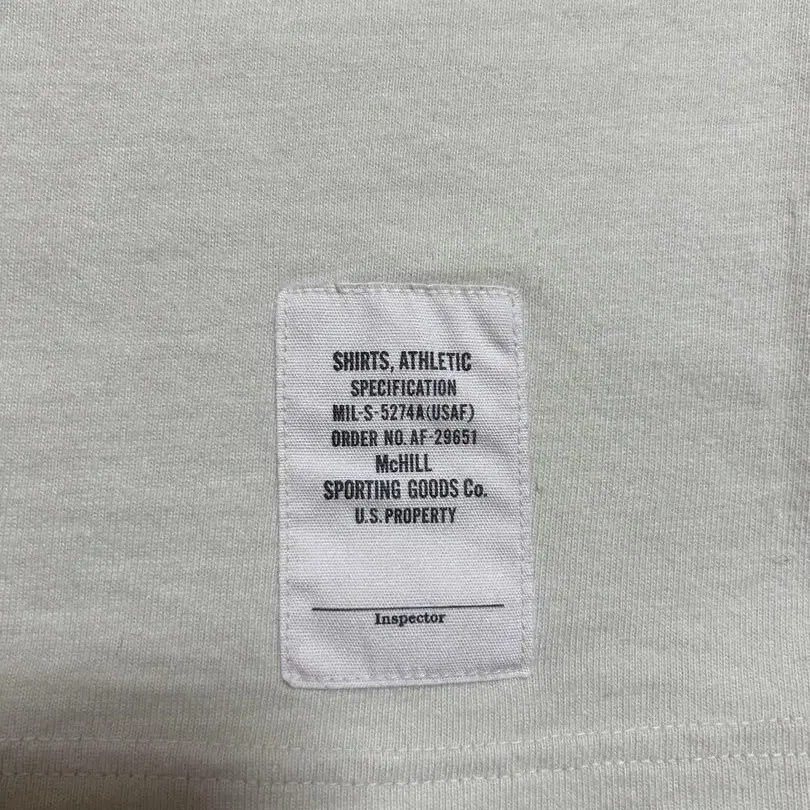 SHIRTS, ATHLETIC
SPECIFICATION
MIL-S-5274A(USAF)
ORDER NO. AF-29651
McHILL
SPORTING GOODS Co.
U.S. PROPERTY
Inspector